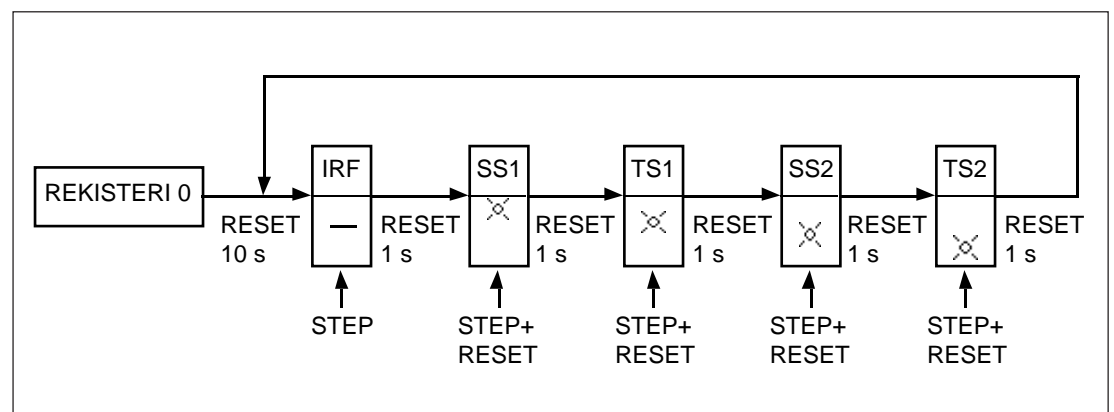 IRF
SS1
TS1
SS2
TS2
REKISTERI 0
RESET
10 s
RESET
1 s
RESET
1 s
RESET
1 s
RESET
1 s
RESET
1 s
STEP
STEP+
RESET
STEP+
RESET
STEP+
RESET
STEP+
RESET